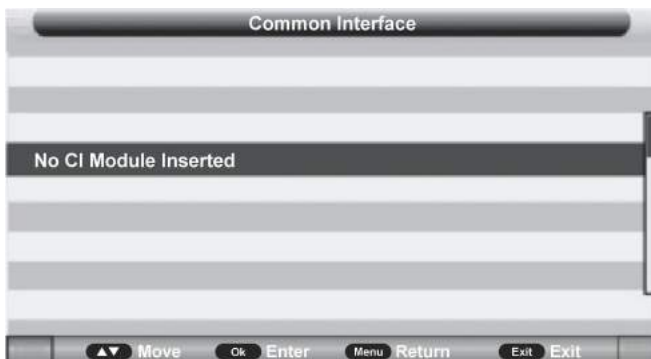 Common Interface
No CI Module Inserted
▲▼ Move Ok Enter Menu Return Exit Exit